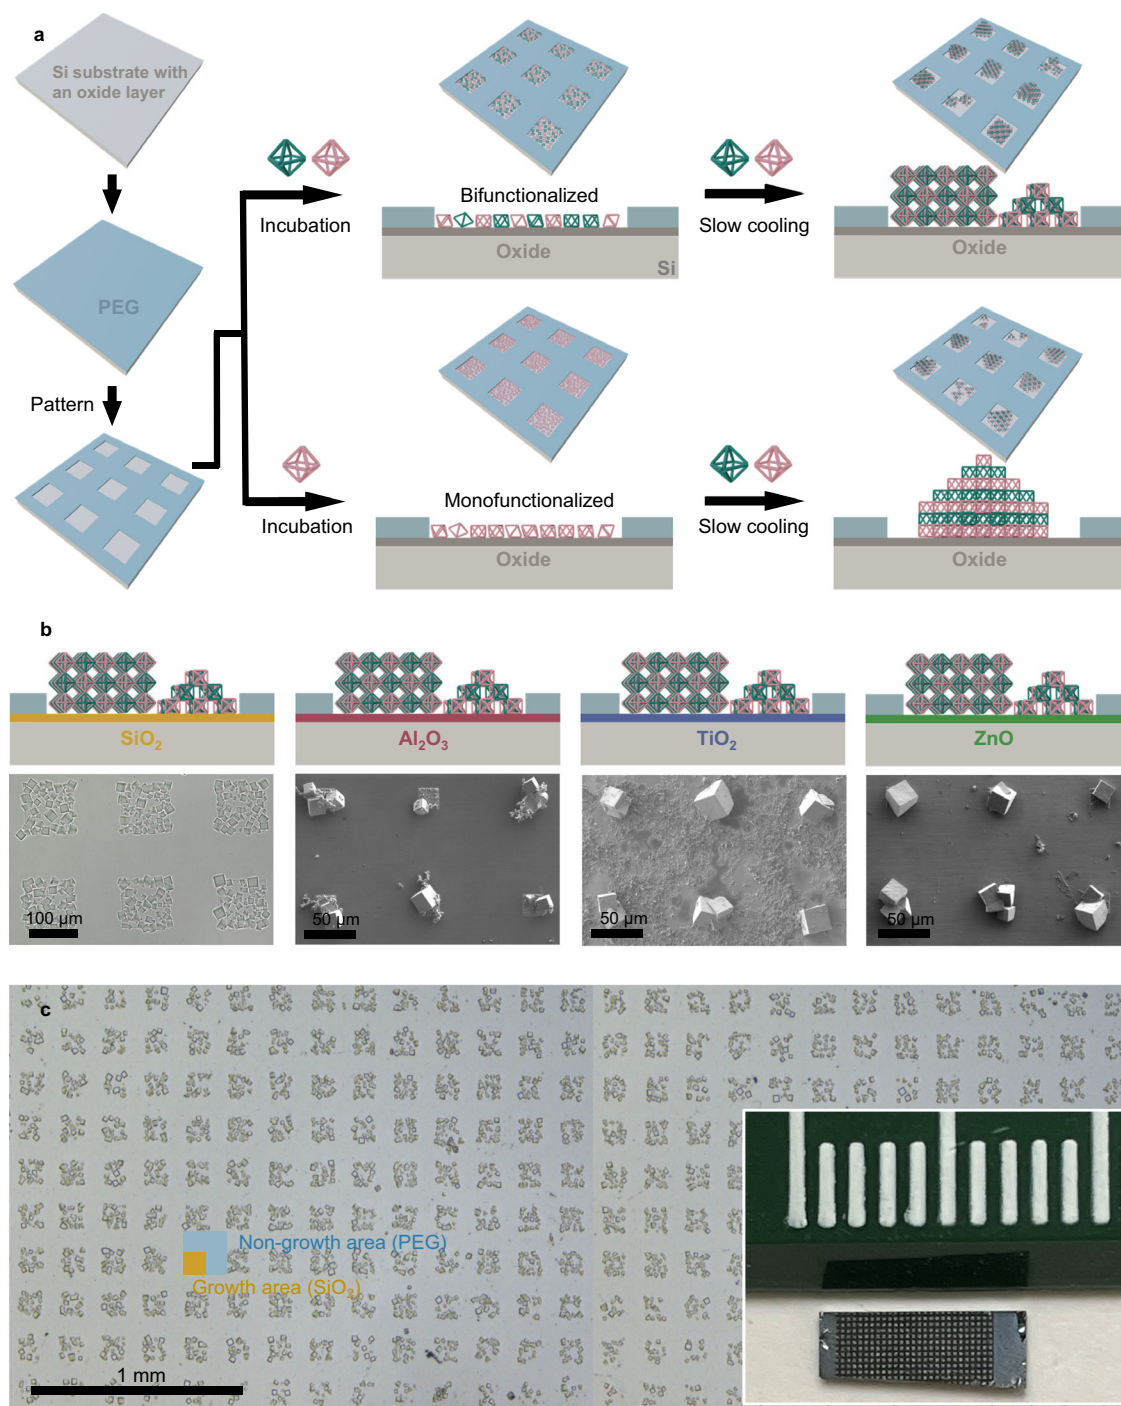 a
Si substrate with
an oxide layer
PEG
Pattern
Incubation
Bifunctionalized
Oxide
Si
Slow cooling
Oxide
Incubation
Monofunctionalized
Oxide
Slow cooling
Oxide
b
SiO₂
Al₂O₃
TiO₂
ZnO
100 µm
50 µm
50 µm
50 µm
c
Non-growth area (PEG)
Growth area (SiO₂)
1 mm